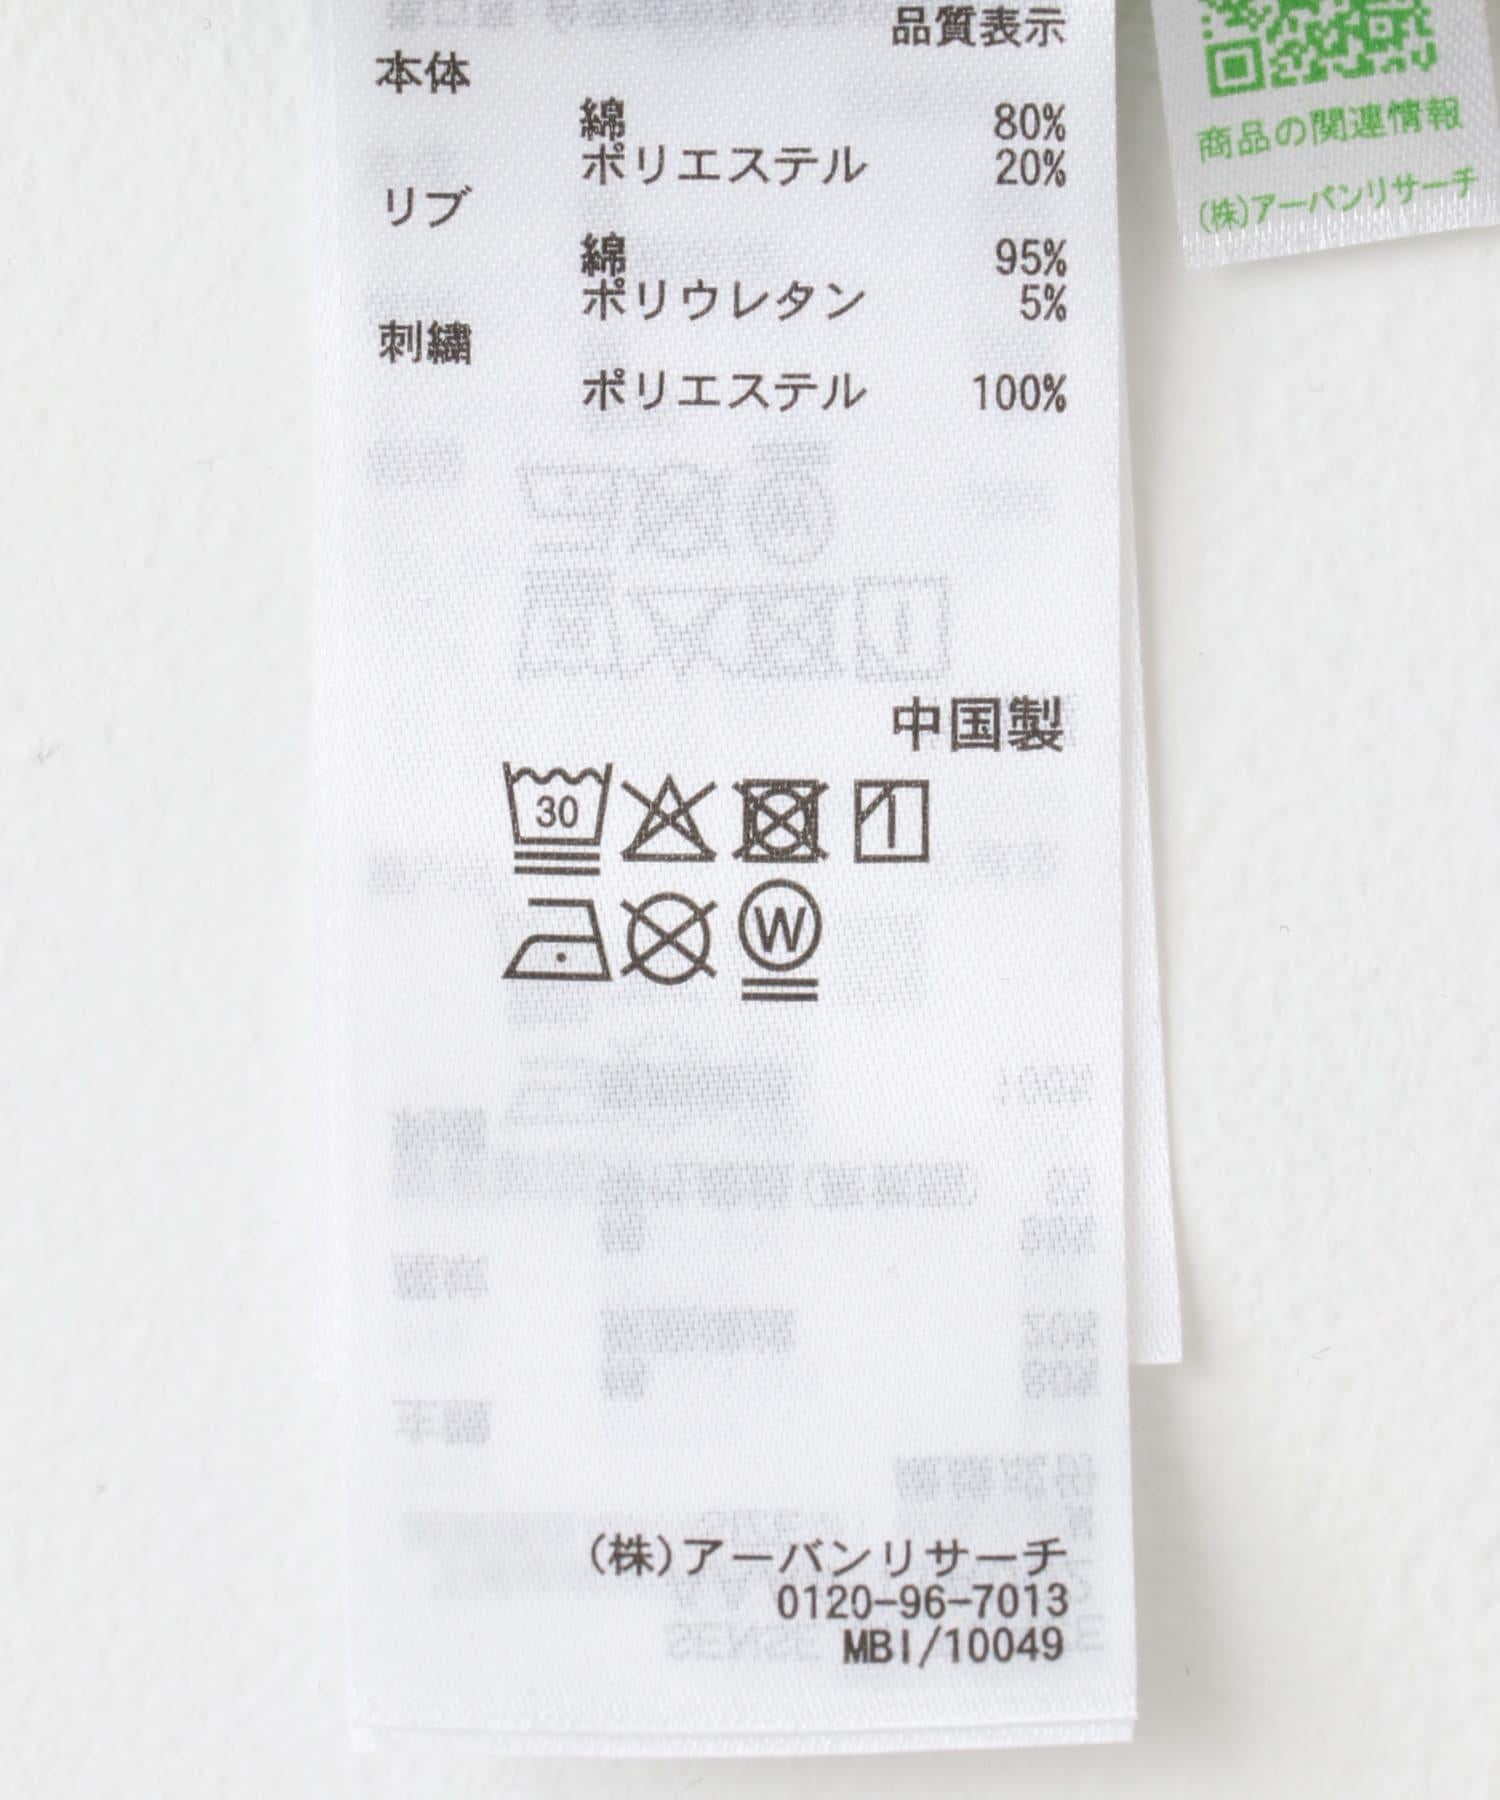 品質表示
本体
綿 80%
ポリエステル 20%
リブ
綿 95%
ポリウレタン 5%
刺繍
ポリエステル 100%
中国製
30
W
(株)アーバンリサーチ
0120-96-7013
MBI/10049
商品の関連情報
(株)アーバンリサーチ